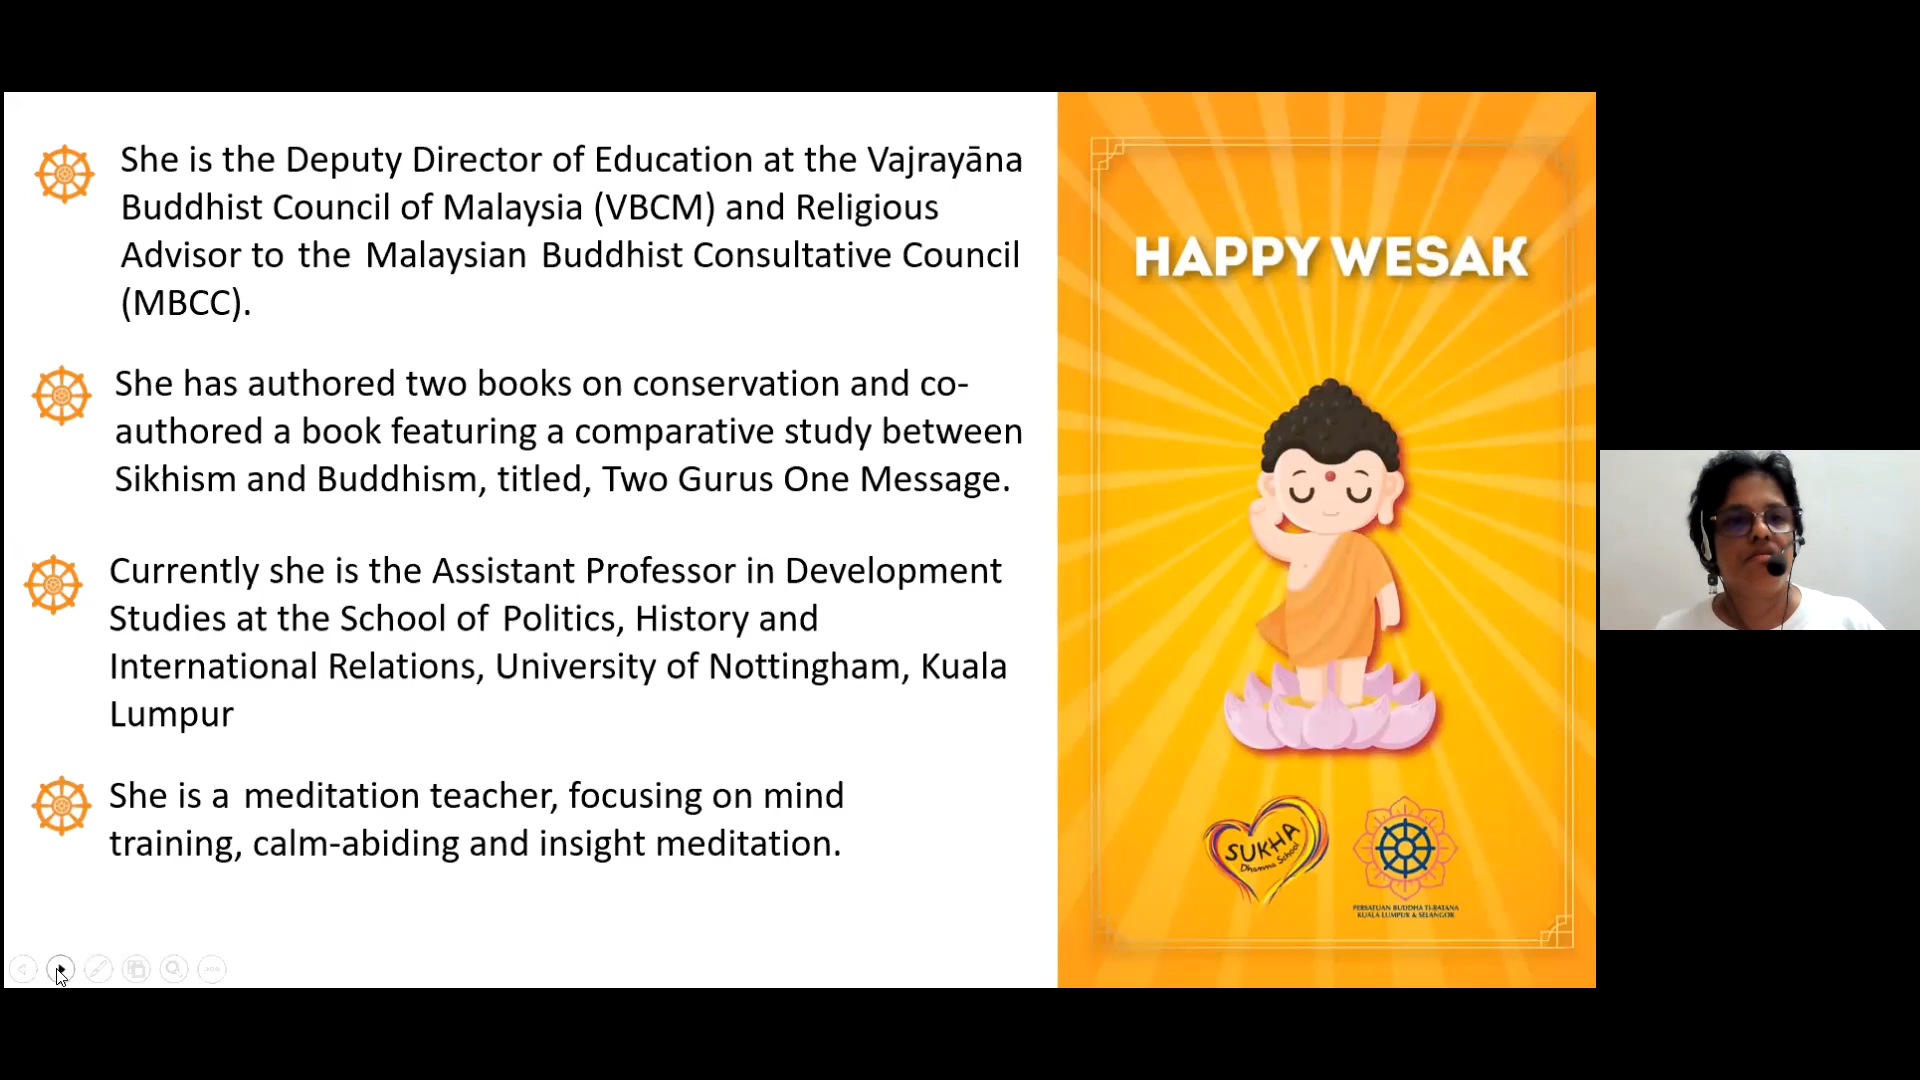 She is the Deputy Director of Education at the Vajrayāna
Buddhist Council of Malaysia (VBCM) and Religious
Advisor to the Malaysian Buddhist Consultative Council
(MBCC).
She has authored two books on conservation and co-
authored a book featuring a comparative study between
Sikhism and Buddhism, titled, Two Gurus One Message.
Currently she is the Assistant Professor in Development
Studies at the School of Politics, History and
International Relations, University of Nottingham, Kuala
Lumpur
She is a meditation teacher, focusing on mind
training, calm-abiding and insight meditation.
HAPPY WESAK
SUKHA
Dhamma School
PERSATUAN BUDDHA TI-RATANA
KUALA LUMPUR & SELANGOR